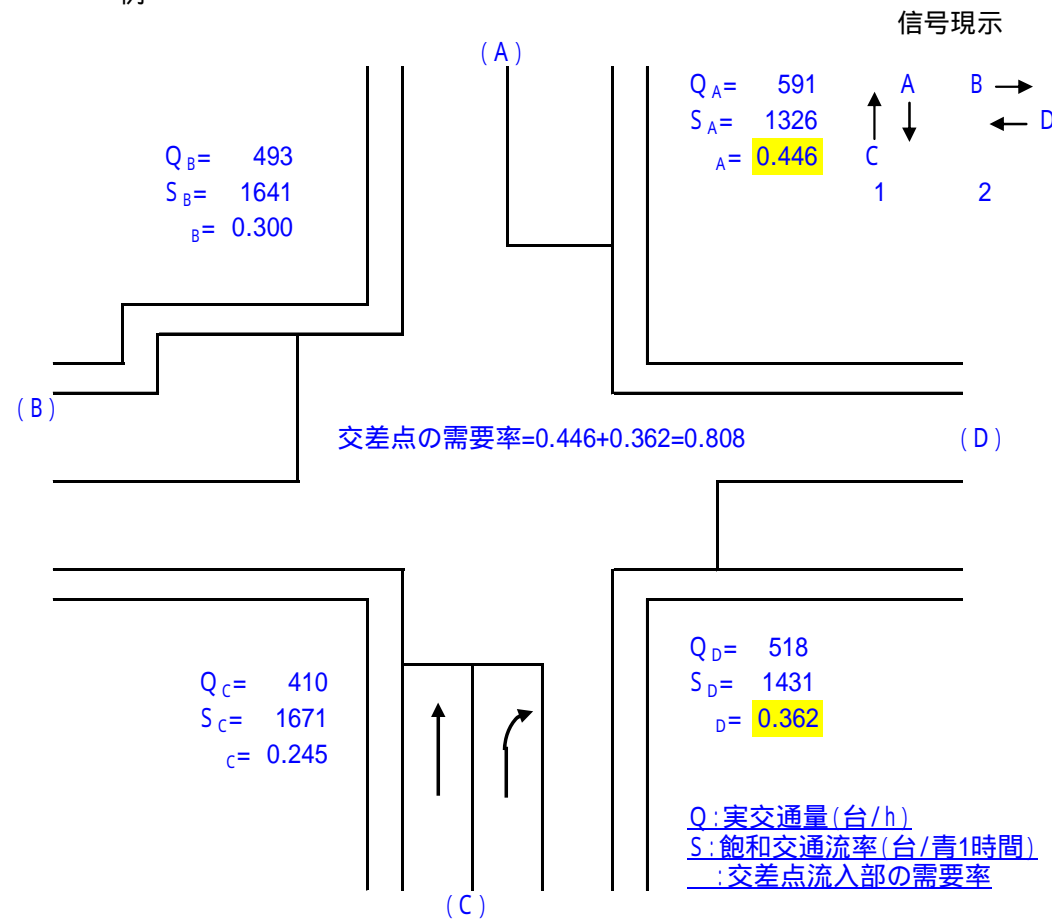 信号現示
(A)
Q A= 591
S A= 1326
A= 0.446
A B
D
C
1 2
Q B= 493
S B= 1641
B= 0.300
(B)
交差点の需要率=0.446+0.362=0.808
(D)
Q C= 410
S C= 1671
C= 0.245
Q D= 518
S D= 1431
D= 0.362
Q:実交通量(台/h)
S:飽和交通流率(台/青1時間)
:交差点流入部の需要率
(C)